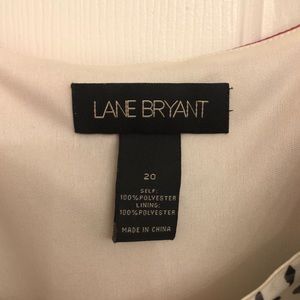 LANE BRYANT
20
SELF:
100%POLYESTER
LINING:
100%POLYESTER
MADE IN CHINA